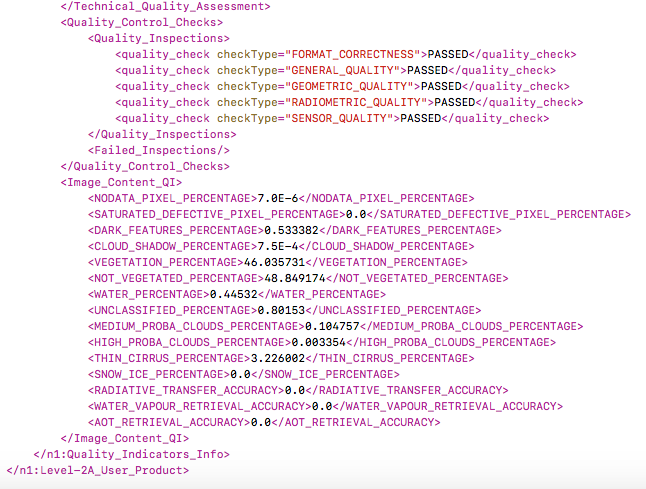 </Technical_Quality_Assessment>
<Quality_Control_Checks>
<Quality_Inspections>
<quality_check checkType="FORMAT_CORRECTNESS">PASSED</quality_check>
<quality_check checkType="GENERAL_QUALITY">PASSED</quality_check>
<quality_check checkType="GEOMETRIC_QUALITY">PASSED</quality_check>
<quality_check checkType="RADIOMETRIC_QUALITY">PASSED</quality_check>
<quality_check checkType="SENSOR_QUALITY">PASSED</quality_check>
</Quality_Inspections>
<Failed_Inspections/>
</Quality_Control_Checks>
<Image_Content_QI>
<NODATA_PIXEL_PERCENTAGE>7.0E-6</NODATA_PIXEL_PERCENTAGE>
<SATURATED_DEFECTIVE_PIXEL_PERCENTAGE>0.0</SATURATED_DEFECTIVE_PIXEL_PERCENTAGE>
<DARK_FEATURES_PERCENTAGE>0.533382</DARK_FEATURES_PERCENTAGE>
<CLOUD_SHADOW_PERCENTAGE>7.5E-4</CLOUD_SHADOW_PERCENTAGE>
<VEGETATION_PERCENTAGE>46.035731</VEGETATION_PERCENTAGE>
<NOT_VEGETATED_PERCENTAGE>48.849174</NOT_VEGETATED_PERCENTAGE>
<WATER_PERCENTAGE>0.44532</WATER_PERCENTAGE>
<UNCLASSIFIED_PERCENTAGE>0.80153</UNCLASSIFIED_PERCENTAGE>
<MEDIUM_PROBA_CLOUDS_PERCENTAGE>0.104757</MEDIUM_PROBA_CLOUDS_PERCENTAGE>
<HIGH_PROBA_CLOUDS_PERCENTAGE>0.003354</HIGH_PROBA_CLOUDS_PERCENTAGE>
<THIN_CIRRUS_PERCENTAGE>3.226002</THIN_CIRRUS_PERCENTAGE>
<SNOW_ICE_PERCENTAGE>0.0</SNOW_ICE_PERCENTAGE>
<RADIATIVE_TRANSFER_ACCURACY>0.0</RADIATIVE_TRANSFER_ACCURACY>
<WATER_VAPOUR_RETRIEVAL_ACCURACY>0.0</WATER_VAPOUR_RETRIEVAL_ACCURACY>
<AOT_RETRIEVAL_ACCURACY>0.0</AOT_RETRIEVAL_ACCURACY>
</Image_Content_QI>
</n1:Quality_Indicators_Info>
</n1:Level-2A_User_Product>